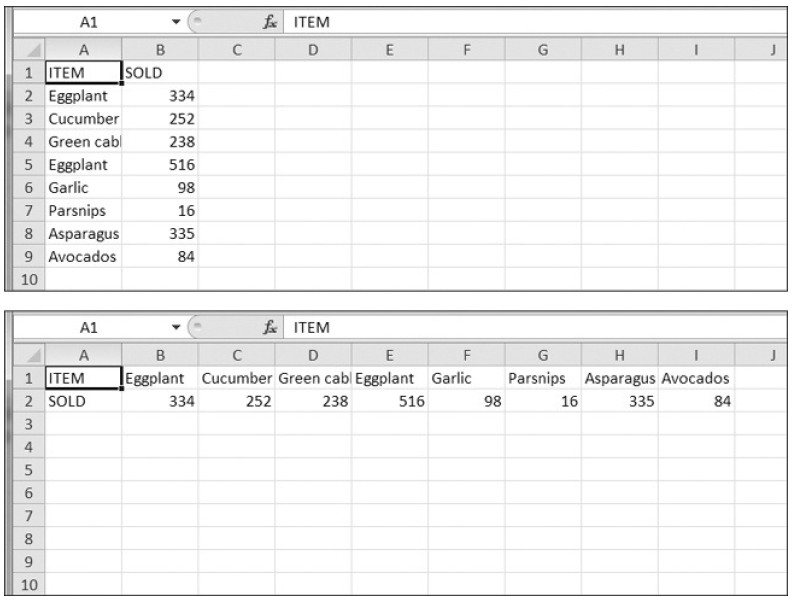 A1 fx ITEM
A B C D E F G H I J
1 ITEM SOLD
2 Eggplant 334
3 Cucumber 252
4 Green cabl 238
5 Eggplant 516
6 Garlic 98
7 Parsnips 16
8 Asparagus 335
9 Avocados 84
10
A1 fx ITEM
A B C D E F G H I J
1 ITEM Eggplant Cucumber Green cabl Eggplant Garlic Parsnips Asparagus Avocados
2 SOLD 334 252 238 516 98 16 335 84
3
4
5
6
7
8
9
10